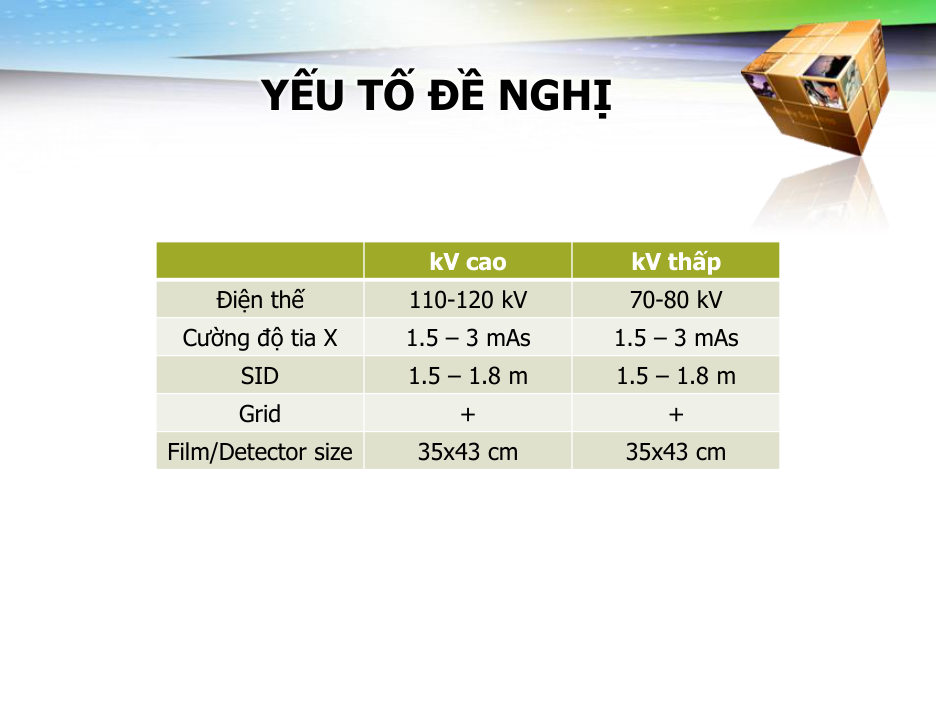 YẾU TỐ ĐỀ NGHỊ
kV cao kV thấp
Điện thế 110-120 kV 70-80 kV
Cường độ tia X 1.5 – 3 mAs 1.5 – 3 mAs
SID 1.5 – 1.8 m 1.5 – 1.8 m
Grid + +
Film/Detector size 35x43 cm 35x43 cm